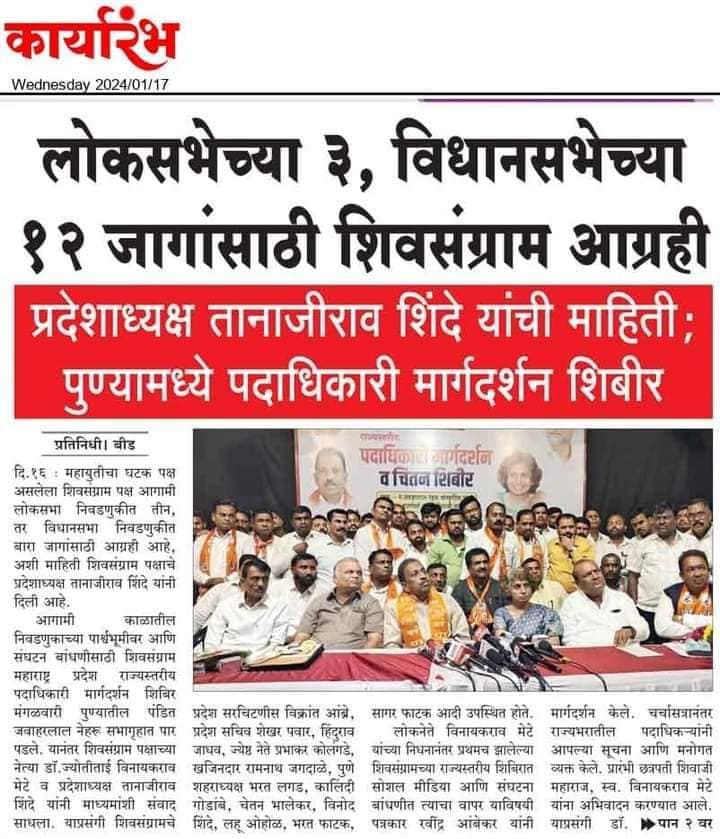 कार्यारंभ
Wednesday 2024/01/17
लोकसभेच्या ३, विधानसभेच्या
१२ जागांसाठी शिवसंग्राम आग्रही
प्रदेशाध्यक्ष तानाजीराव शिंदे यांची माहिती;
पुण्यामध्ये पदाधिकारी मार्गदर्शन शिबीर
प्रतिनिधी। बीड
दि.१६ : महायुतीचा घटक पक्ष
असलेला शिवसंग्राम पक्ष आगामी
लोकसभा निवडणुकीत तीन,
तर विधानसभा निवडणुकीत
बारा जागांसाठी आग्रही आहे,
अशी माहिती शिवसंग्राम पक्षाचे
प्रदेशाध्यक्ष तानाजीराव शिंदे यांनी
दिली आहे.
आगामी काळातील
निवडणुकाच्या पार्श्वभूमीवर आणि
संघटन बांधणीसाठी शिवसंग्राम
महाराष्ट्र प्रदेश राज्यस्तरीय
पदाधिकारी मार्गदर्शन शिबिर
मंगळवारी पुण्यातील पंडित
जवाहरलाल नेहरू सभागृहात पार
पडले. यानंतर शिवसंग्राम पक्षाच्या
नेत्या डॉ.ज्योतीताई विनायकराव
मेटे व प्रदेशाध्यक्ष तानाजीराव
शिंदे यांनी माध्यमांशी संवाद
साधला. याप्रसंगी शिवसंग्रामचे
राज्यस्तरीय
पदाधिकारी मार्गदर्शन
व चिंतन शिबीर
प्रदेश सरचिटणीस विक्रांत आंब्रे,
प्रदेश सचिव शेखर पवार, हिंदुराव
जाधव, ज्येष्ठ नेते प्रभाकर कोलंगडे,
खजिनदार रामनाथ जगदाळे, पुणे
शहराध्यक्ष भरत लगड, कालिंदी
गोडांबे, चेतन भालेकर, विनोद
शिंदे, लहू ओहोळ, भरत फाटक,
सागर फाटक आदी उपस्थित होते.
लोकनेते विनायकराव मेटे
यांच्या निधनानंतर प्रथमच झालेल्या
शिवसंग्रामच्या राज्यस्तरीय शिबिरात
सोशल मीडिया आणि संघटना
बांधणीत त्याचा वापर याविषयी
पत्रकार रवींद्र आंबेकर यांनी
मार्गदर्शन केले. चर्चासत्रानंतर
राज्यभरातील पदाधिकऱ्यांनी
आपल्या सूचना आणि मनोगत
व्यक्त केले. प्रारंभी छत्रपती शिवाजी
महाराज, स्व. विनायकराव मेटे
यांना अभिवादन करण्यात आले.
याप्रसंगी डॉ. पान २ वर